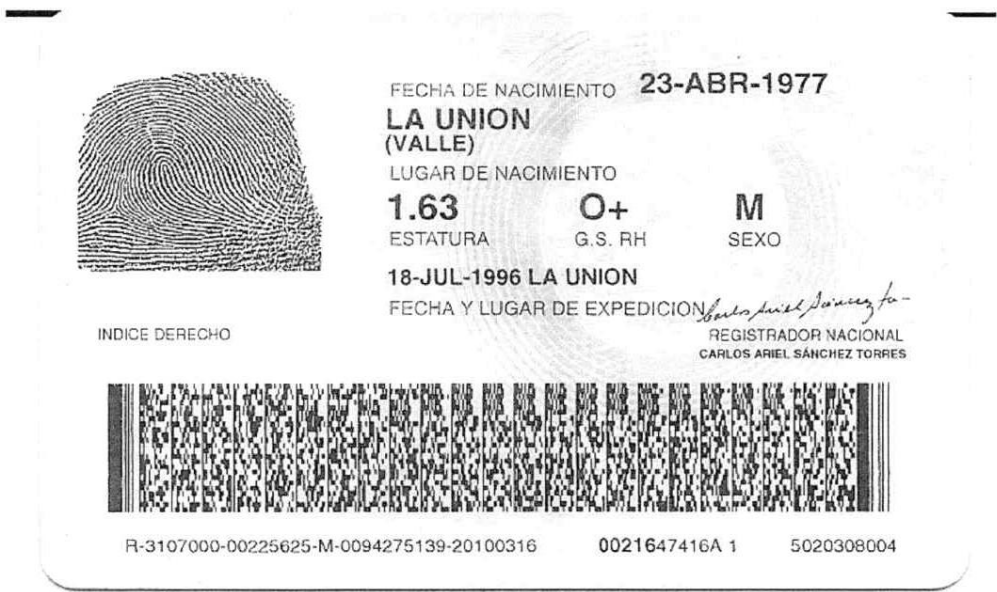 FECHA DE NACIMIENTO 23-ABR-1977
LA UNION
(VALLE)
LUGAR DE NACIMIENTO
1.63 O+ M
ESTATURA G.S. RH SEXO
18-JUL-1996 LA UNION
FECHA Y LUGAR DE EXPEDICION
INDICE DERECHO
REGISTRADOR NACIONAL
CARLOS ARIEL SÁNCHEZ TORRES
R-3107000-00225625-M-0094275139-20100316 0021647416A 1 5020308004